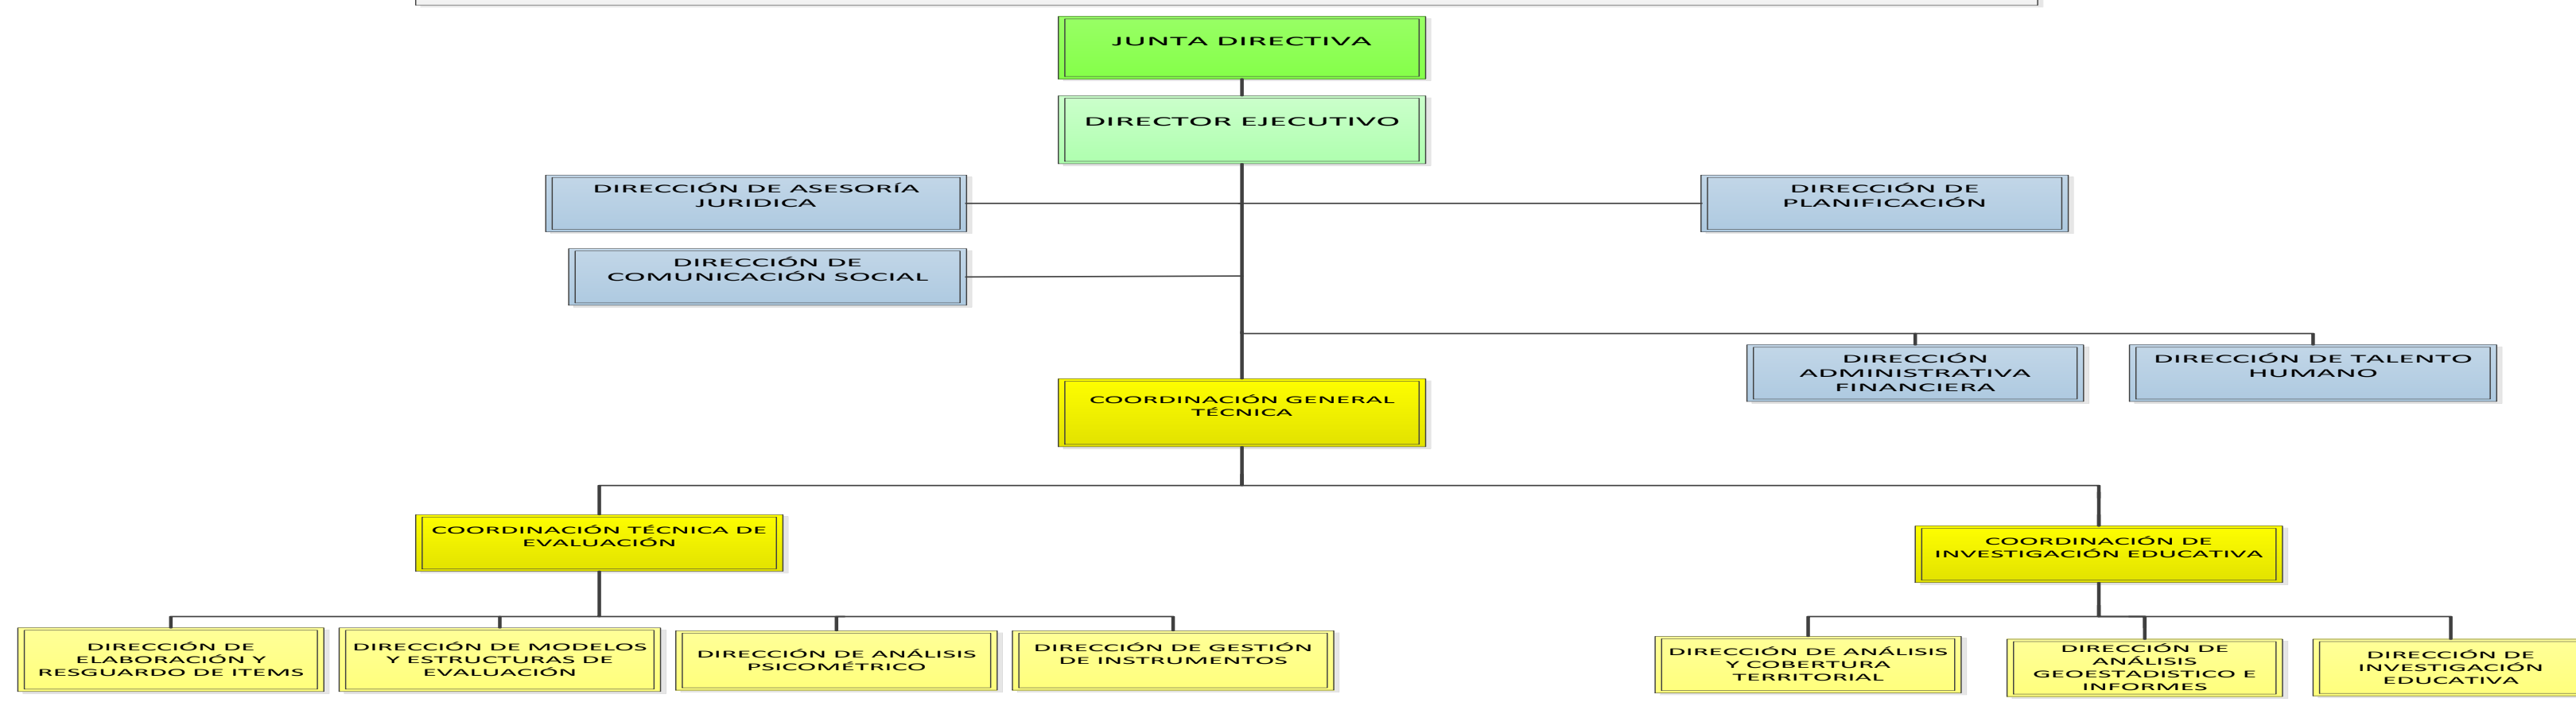 JUNTA DIRECTIVA
DIRECTOR EJECUTIVO
DIRECCIÓN DE ASESORÍA
JURIDICA
DIRECCIÓN DE
PLANIFICACIÓN
DIRECCIÓN DE
COMUNICACIÓN SOCIAL
DIRECCIÓN
ADMINISTRATIVA
FINANCIERA
DIRECCIÓN DE TALENTO
HUMANO
COORDINACIÓN GENERAL
TÉCNICA
COORDINACIÓN TÉCNICA DE
EVALUACIÓN
COORDINACIÓN DE
INVESTIGACIÓN EDUCATIVA
DIRECCIÓN DE
ELABORACIÓN Y
RESGUARDO DE ITEMS
DIRECCIÓN DE MODELOS
Y ESTRUCTURAS DE
EVALUACIÓN
DIRECCIÓN DE ANÁLISIS
PSICOMÉTRICO
DIRECCIÓN DE GESTIÓN
DE INSTRUMENTOS
DIRECCIÓN DE ANÁLISIS
Y COBERTURA
TERRITORIAL
DIRECCIÓN DE
ANÁLISIS
GEOESTADISTICO E
INFORMES
DIRECCIÓN DE
INVESTIGACIÓN
EDUCATIVA